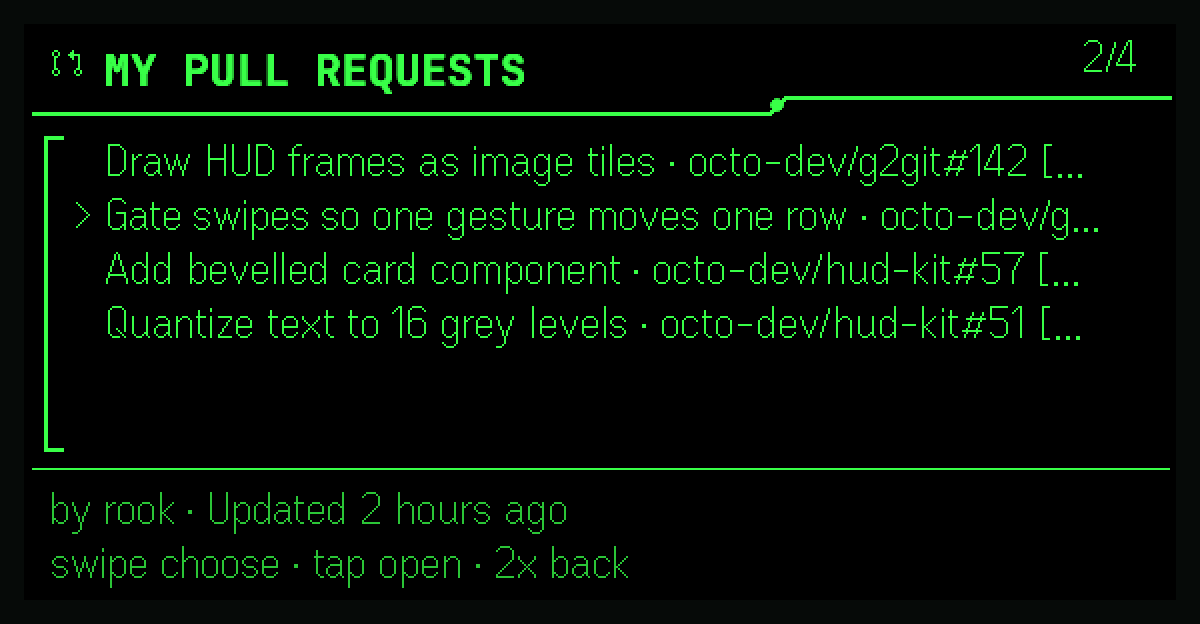 MY PULL REQUESTS
2/4
Draw HUD frames as image tiles · octo-dev/g2git#142 [...
> Gate swipes so one gesture moves one row · octo-dev/g...
Add bevelled card component · octo-dev/hud-kit#57 [...
Quantize text to 16 grey levels · octo-dev/hud-kit#51 [...
by rook · Updated 2 hours ago
swipe choose · tap open · 2x back